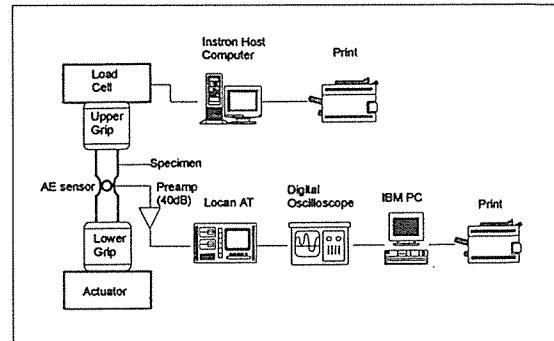 Instron Host
Computer
Print
Load
Cell
Upper
Grip
Specimen
AE sensor
Preamp
(40dB)
Locan AT
Digital
Oscilloscope
IBM PC
Print
Lower
Grip
Actuator